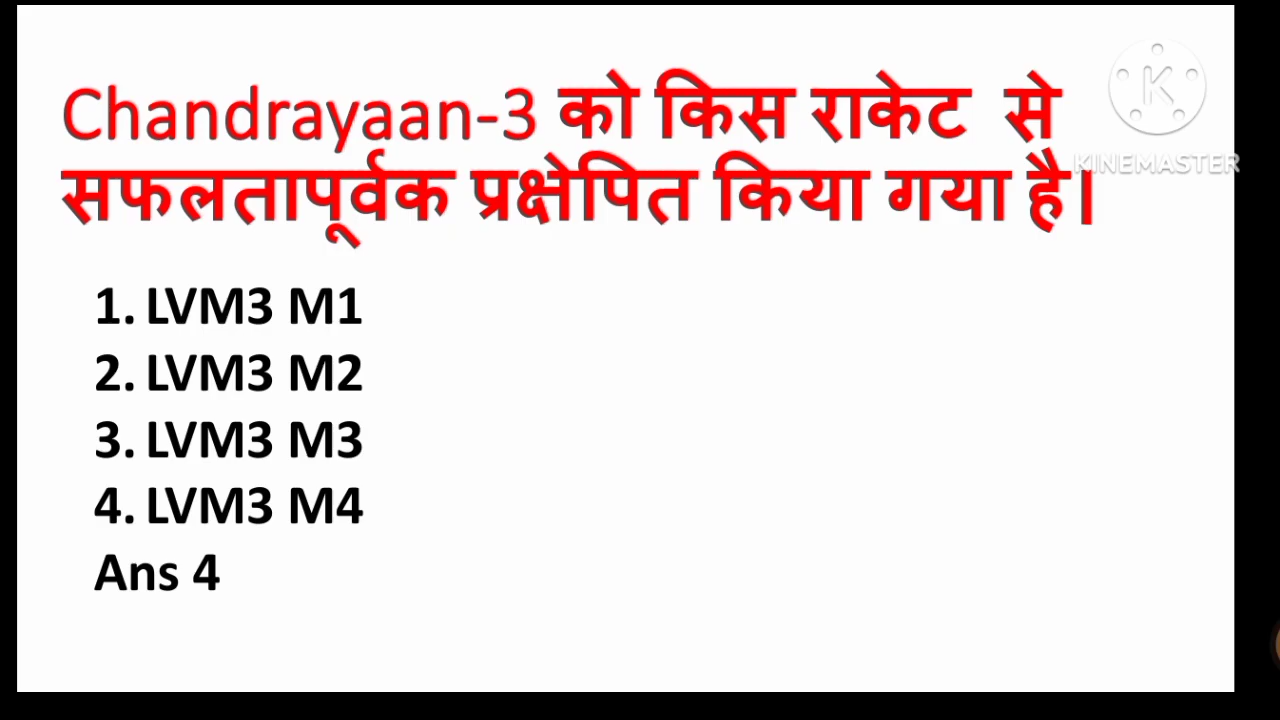 Chandrayaan-3 को किस राकेट से
सफलतापूर्वक प्रक्षेपित किया गया है।
KINEMASTER
1. LVM3 M1
2. LVM3 M2
3. LVM3 M3
4. LVM3 M4
Ans 4